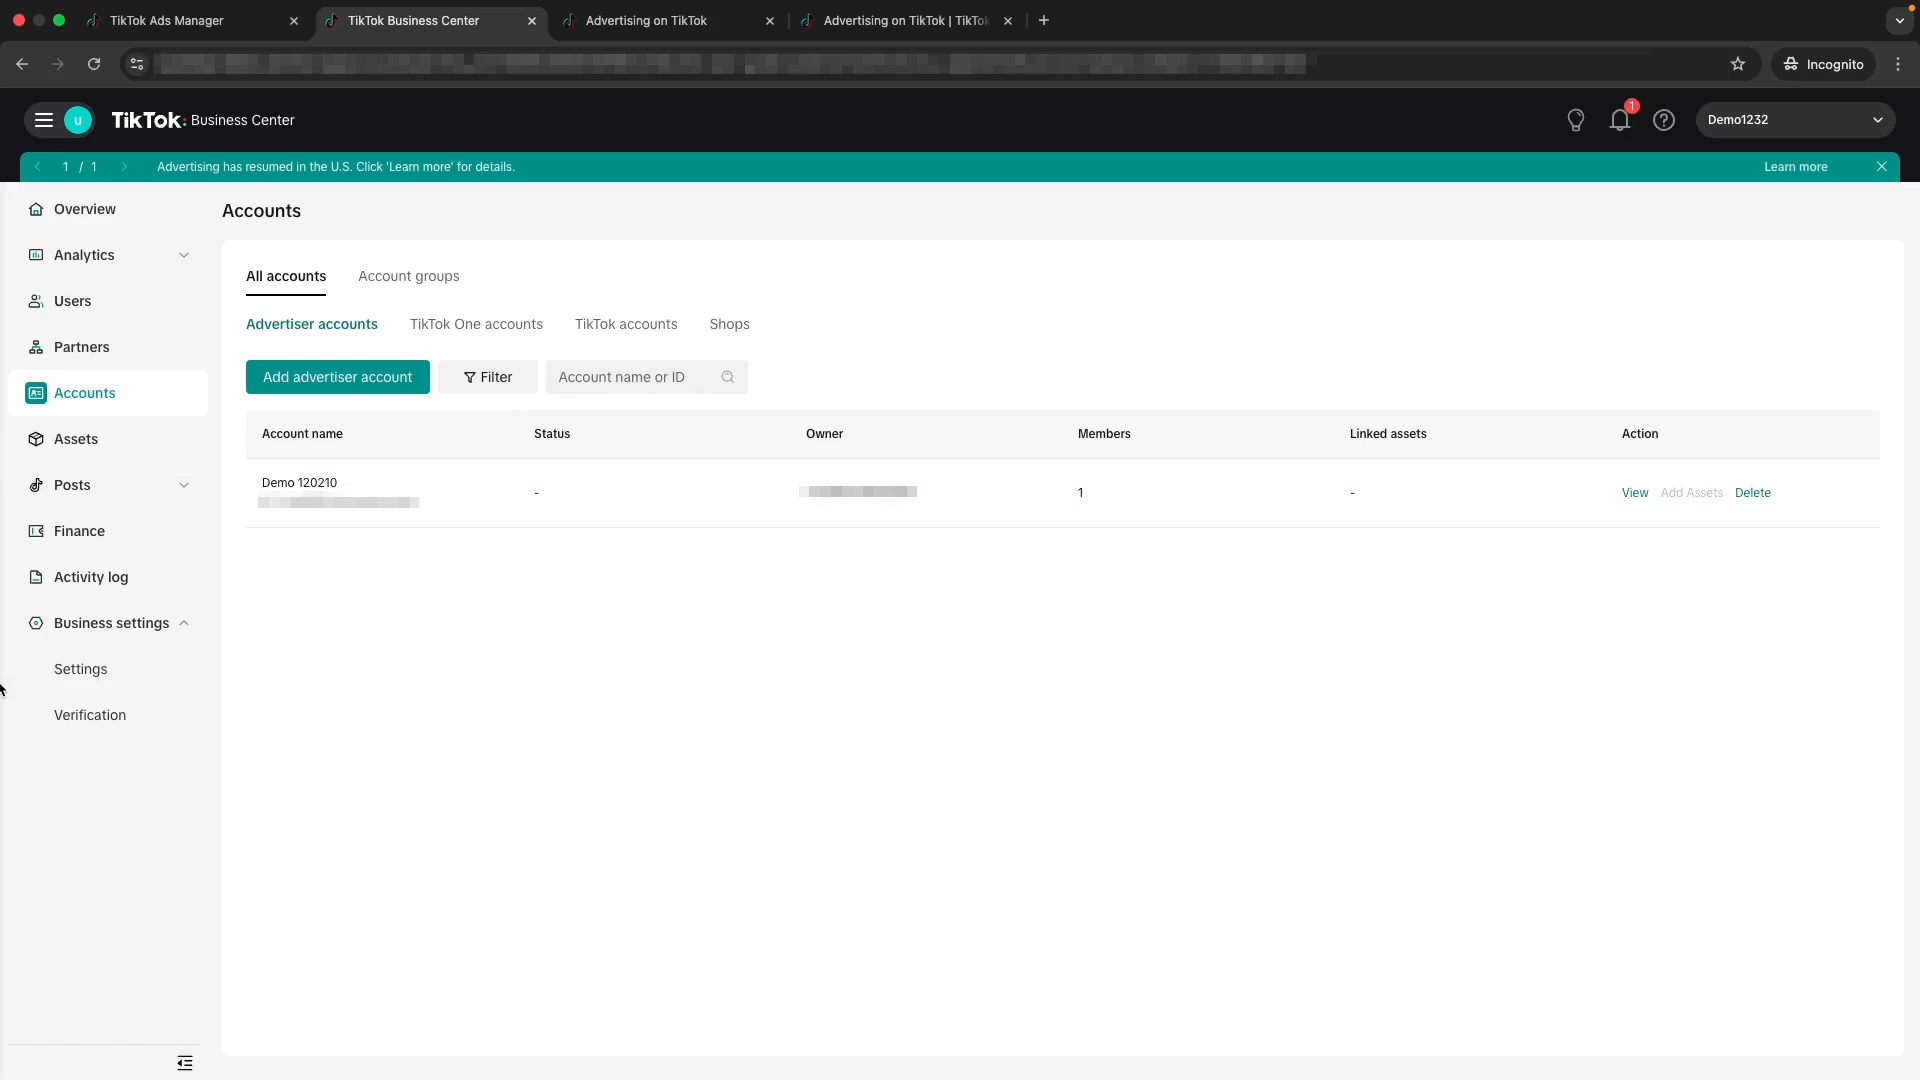 TikTok Ads Manager
TikTok Business Center
Advertising on TikTok
Advertising on TikTok | TikTok
Incognito
U
TikTok: Business Center
1
Demo1232
1 / 1
Advertising has resumed in the U.S. Click 'Learn more' for details.
Learn more
Overview
Analytics
Users
Partners
Accounts
Assets
Posts
Finance
Activity log
Business settings
Settings
Verification
Accounts
All accounts
Account groups
Advertiser accounts
TikTok One accounts
TikTok accounts
Shops
Add advertiser account
Filter
Account name or ID
Account name
Status
Owner
Members
Linked assets
Action
Demo 120210
-
1
-
View
Add Assets
Delete